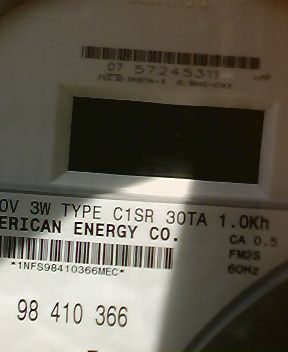 07 57245311
0V 3W TYPE C1SR 30TA 1.0Kh
ERICAN ENERGY CO.
CA 0.5
*1NFS98410366MEC*
FM2S
60Hz
98 410 366